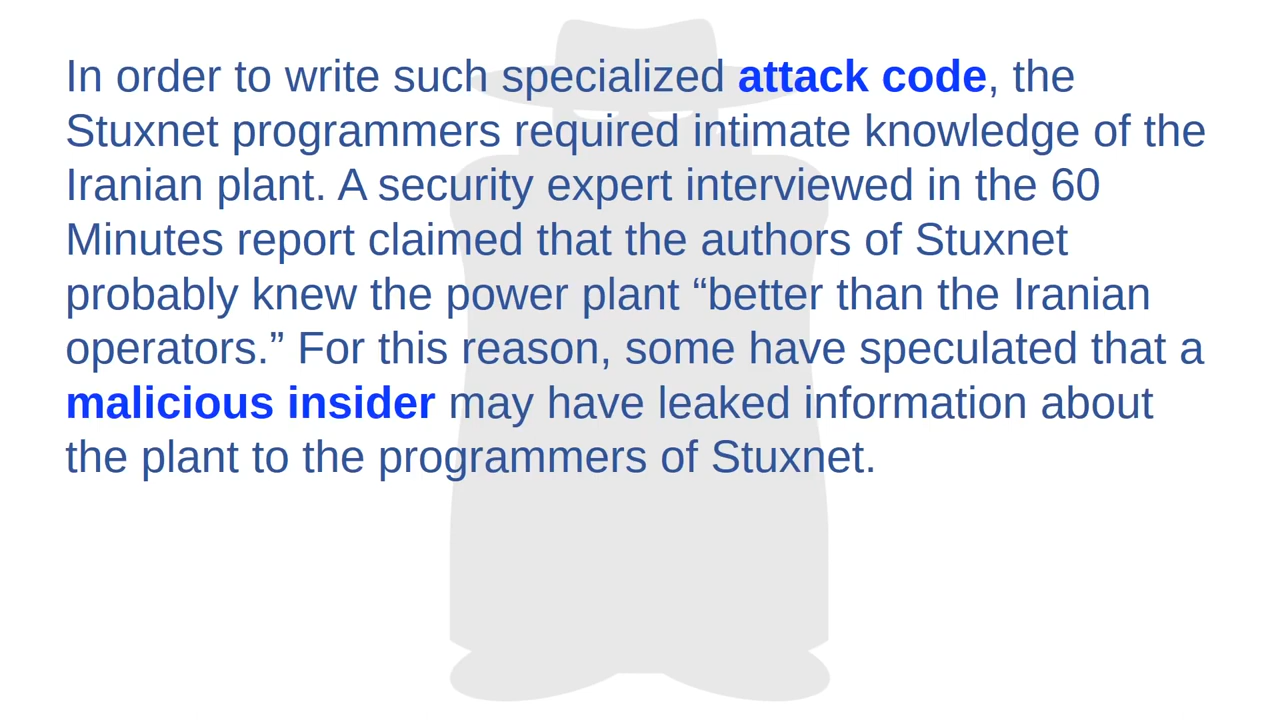 In order to write such specialized attack code, the
Stuxnet programmers required intimate knowledge of the
Iranian plant. A security expert interviewed in the 60
Minutes report claimed that the authors of Stuxnet
probably knew the power plant “better than the Iranian
operators.” For this reason, some have speculated that a
malicious insider may have leaked information about
the plant to the programmers of Stuxnet.